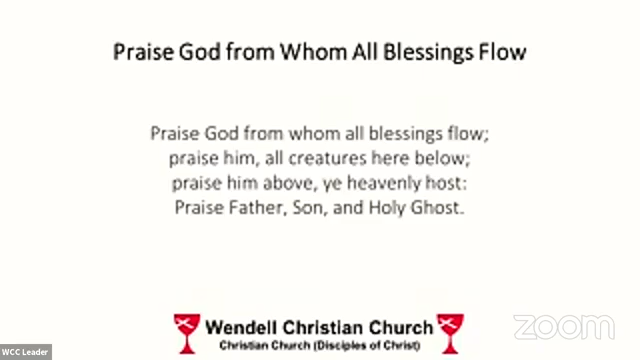 Praise God from Whom All Blessings Flow
Praise God from whom all blessings flow;
praise him, all creatures here below;
praise him above, ye heavenly host:
Praise Father, Son, and Holy Ghost.
Wendell Christian Church
Christian Church (Disciples of Christ)
zoom
WCC Leader